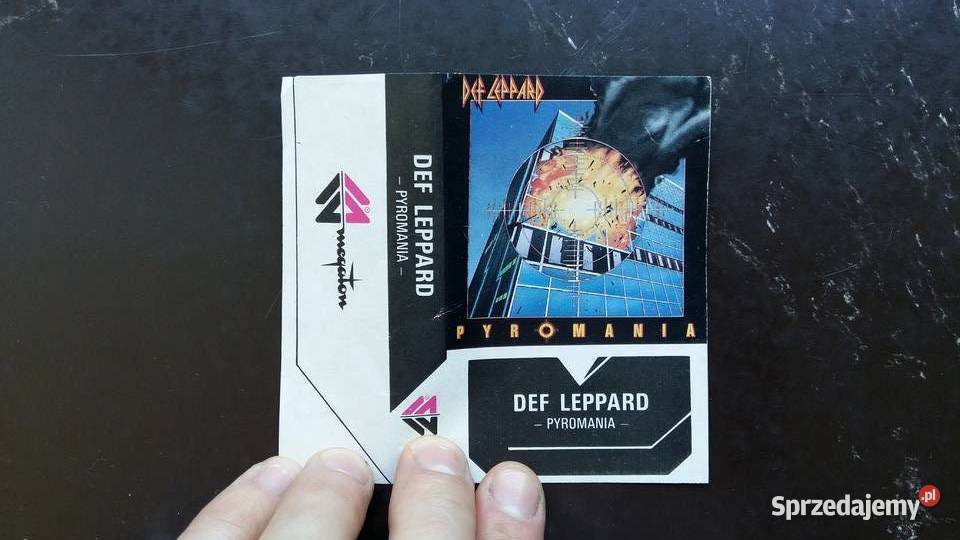 megaton
®
DEF LEPPARD
– PYROMANIA –
DEF LEPPARD
PYROMANIA
DEF LEPPARD
– PYROMANIA –
Sprzedajemy.pl